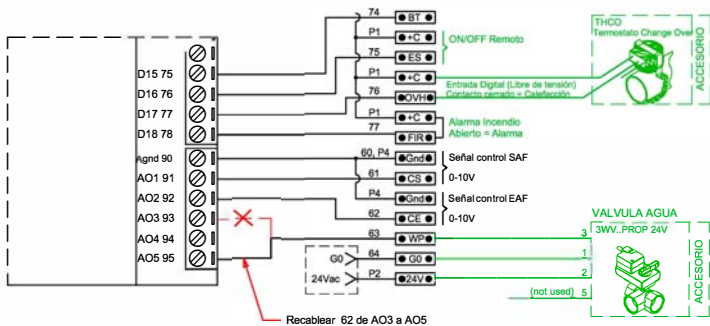 74
BT
P1
+C
ON/OFF Remoto
D15 75
75
ES
P1
+C
Entrada Digital (Libre de tensión)
Contacto cerrado = Calefacción
D16 76
76
OVH
P1
+C
Alarma Incendio
Abierto = Alarma
D17 77
D18 78
77
FIR
Agnd 90
60, P4
Gnd
Señal control SAF
0-10V
AO1 91
61
CS
P4
Gnd
Señal control EAF
0-10V
AO2 92
62
CE
AO3 93
AO4 94
63
WP
AO5 95
G0
64
G0
24Vac
P2
24V
Recablear 62 de AO3 a AO5
THCO
Termostato Change Over
ACCESORIO
VALVULA AGUA
3WV..PROP 24V
3
1
2
(not used)
5
ACCESORIO